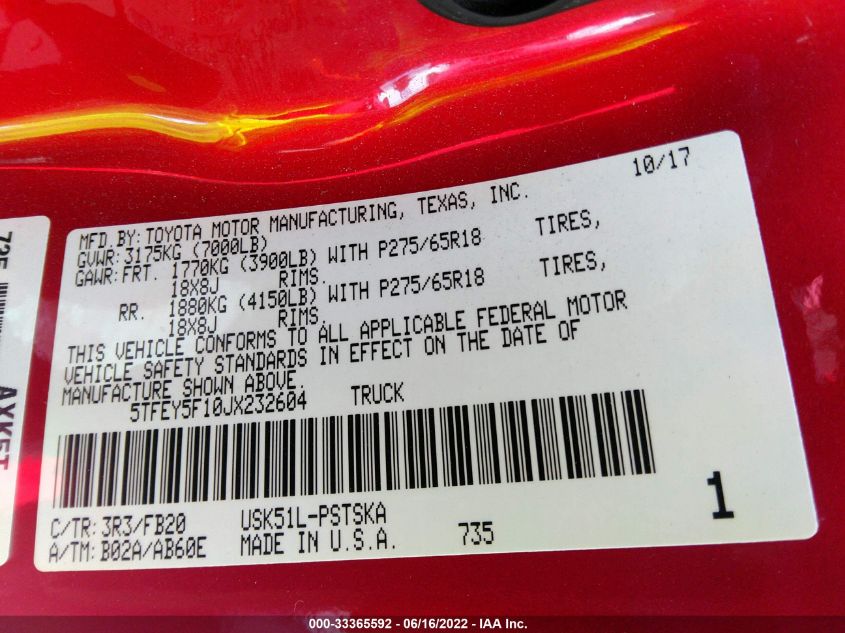 10/17
MFD.BY:TOYOTA MOTOR MANUFACTURING, TEXAS, INC.
GVWR:3175KG (7000LB)
GAWR:FRT. 1770KG (3900LB) WITH P275/65R18 TIRES,
18X8J RIMS.
RR. 1880KG (4150LB) WITH P275/65R18 TIRES,
18X8J RIMS.
THIS VEHICLE CONFORMS TO ALL APPLICABLE FEDERAL MOTOR
VEHICLE SAFETY STANDARDS IN EFFECT ON THE DATE OF
MANUFACTURE SHOWN ABOVE.
5TFEY5F10JX232604 TRUCK
C/TR:3R3/FB20 USK51L-PSTSKA
A/TM:B02A/AB60E MADE IN U.S.A. 735
1
735
AXKFT
000-33365592 - 06/16/2022 - IAA Inc.